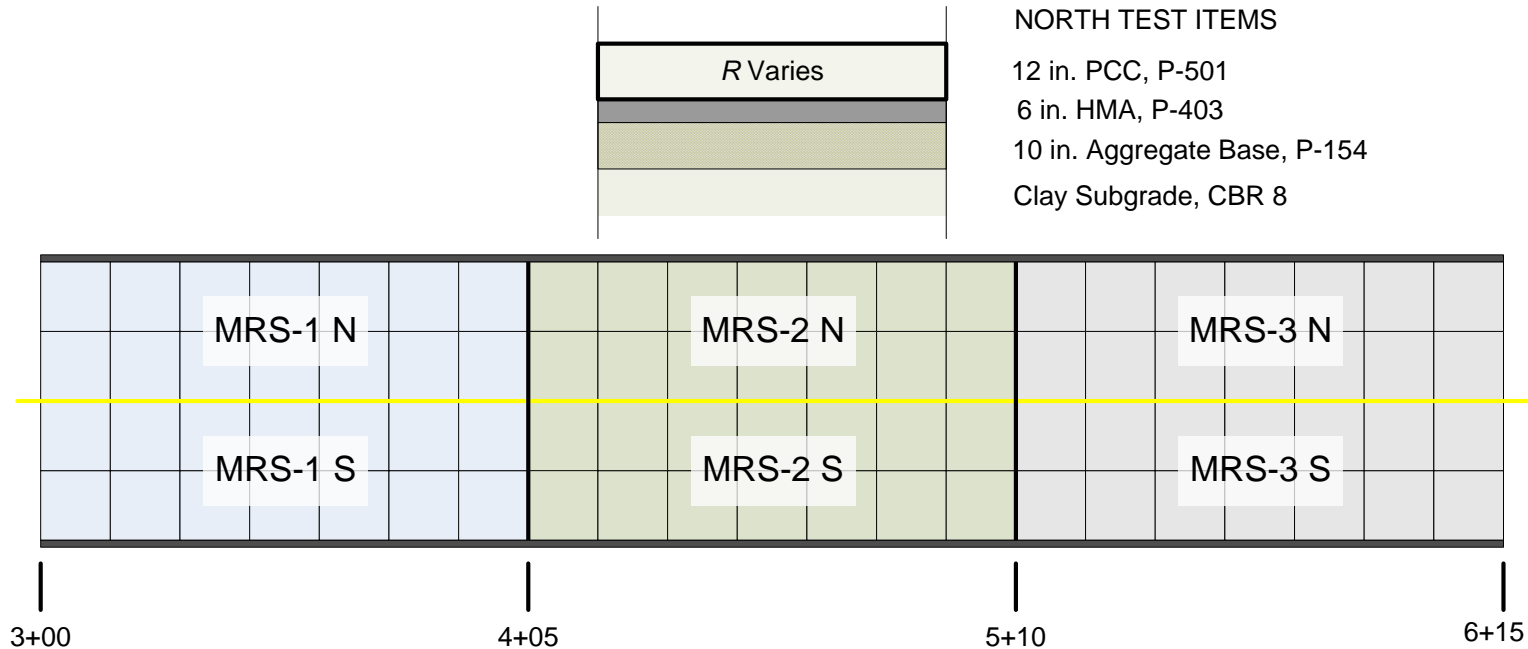 NORTH TEST ITEMS
R Varies
12 in. PCC, P-501
6 in. HMA, P-403
10 in. Aggregate Base, P-154
Clay Subgrade, CBR 8
MRS-1 N
MRS-2 N
MRS-3 N
MRS-1 S
MRS-2 S
MRS-3 S
3+00
4+05
5+10
6+15